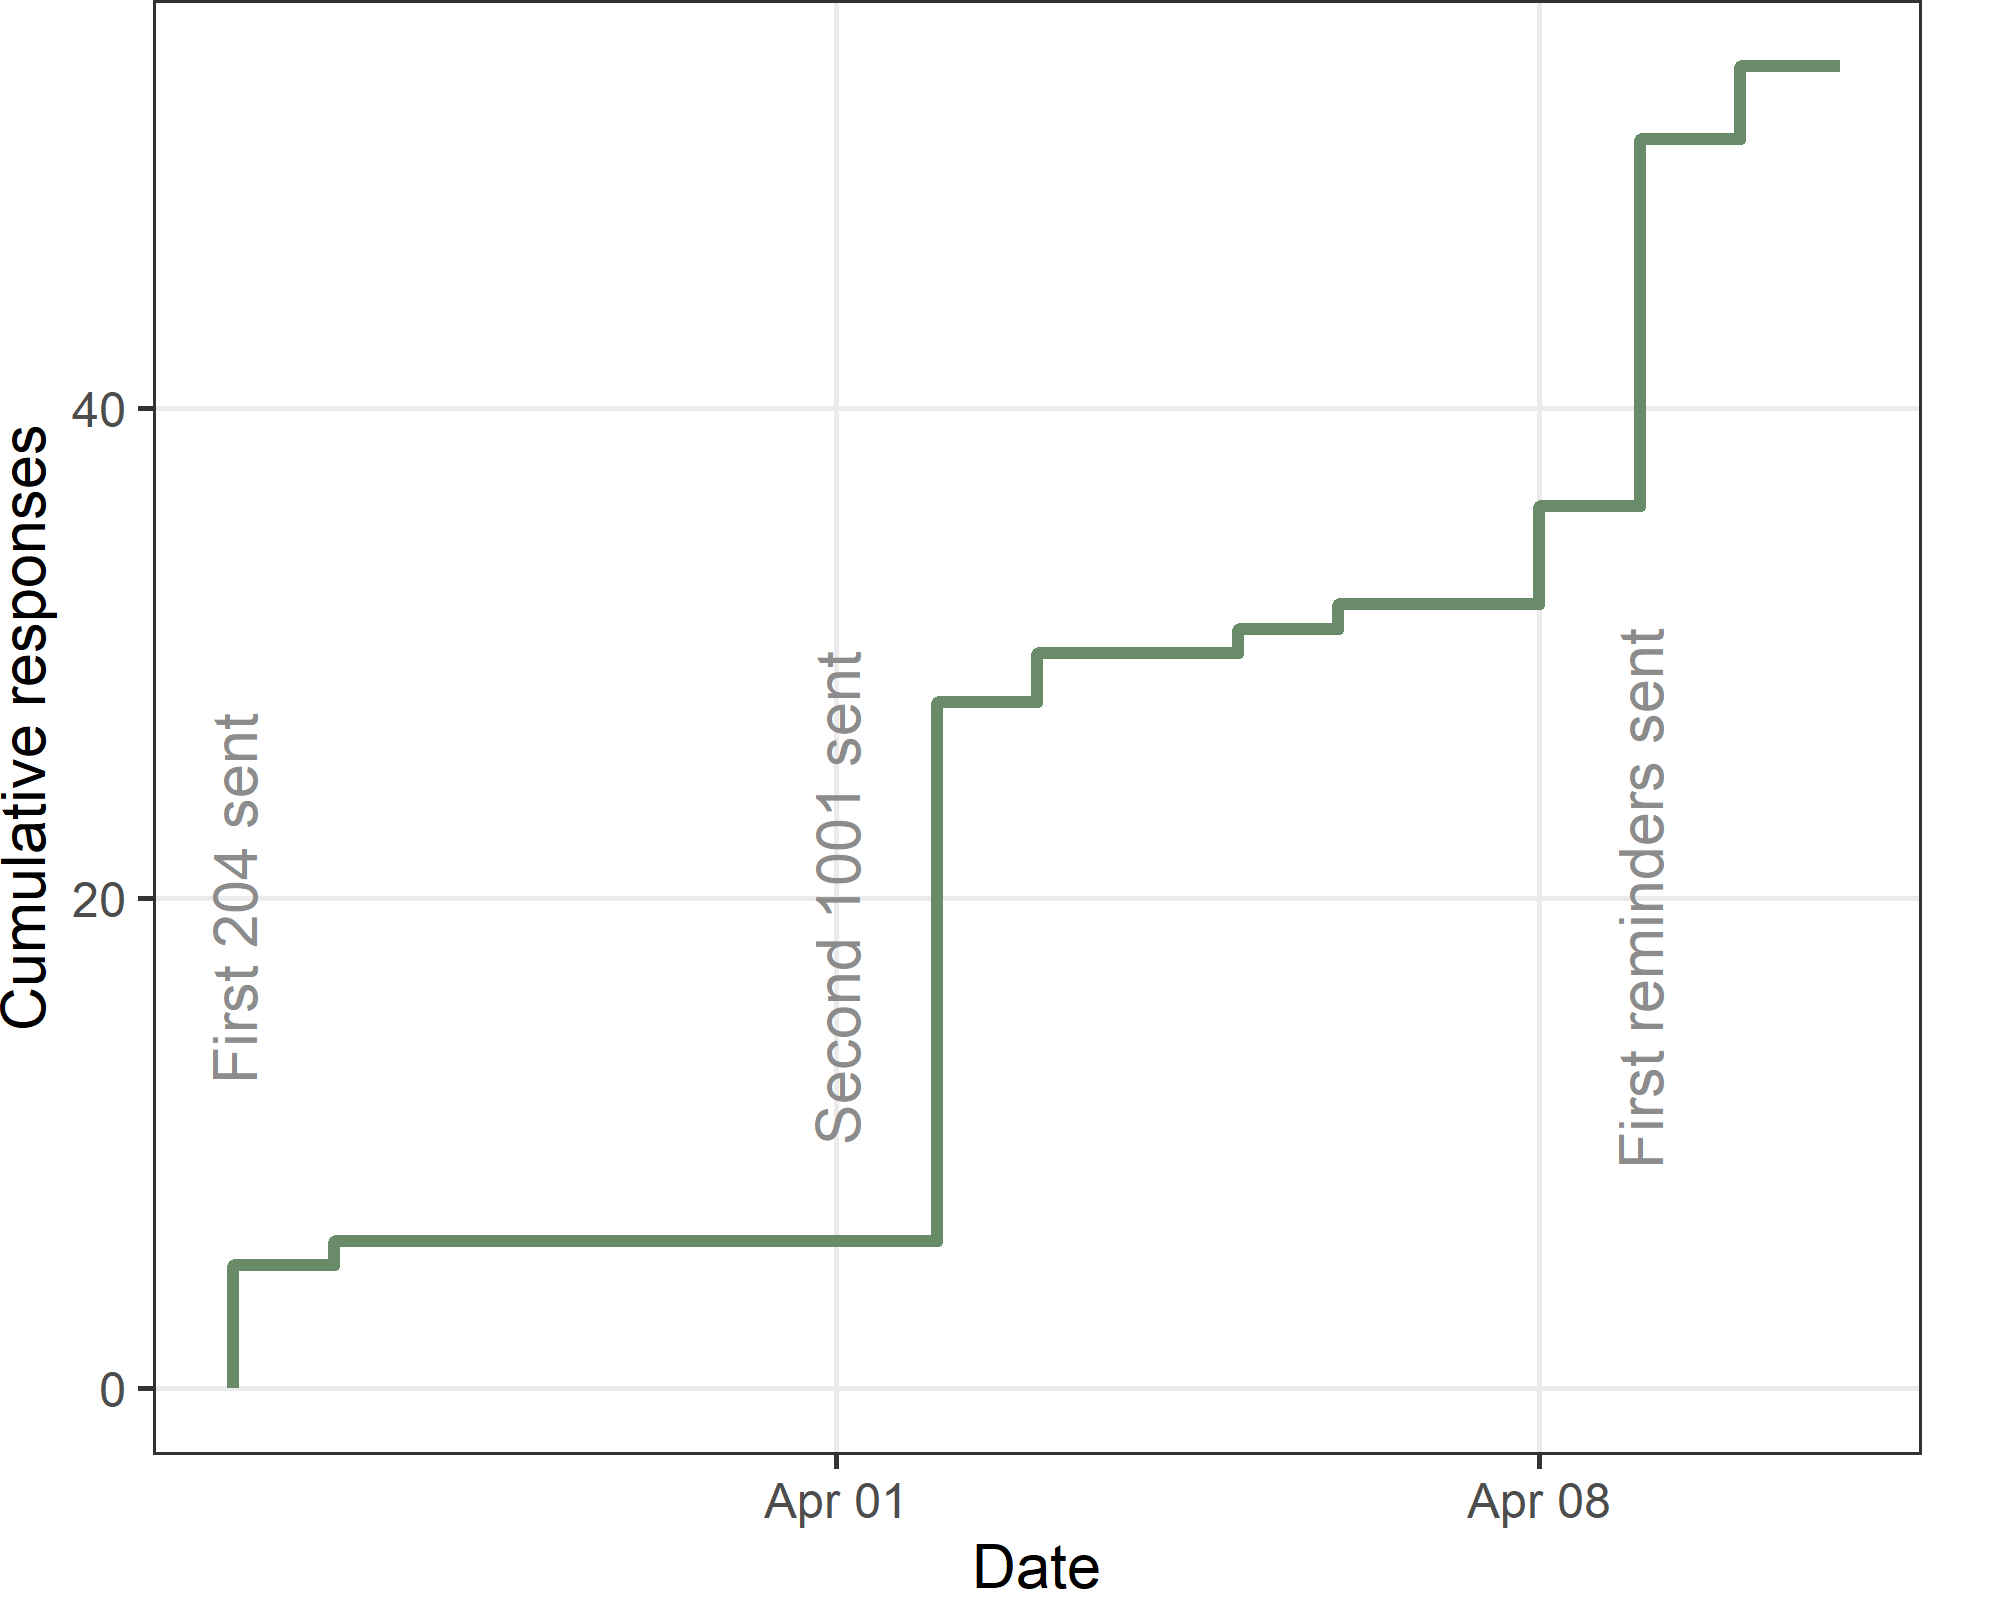 Cumulative responses
40
20
0
First 204 sent
Second 1001 sent
First reminders sent
Apr 01
Apr 08
Date